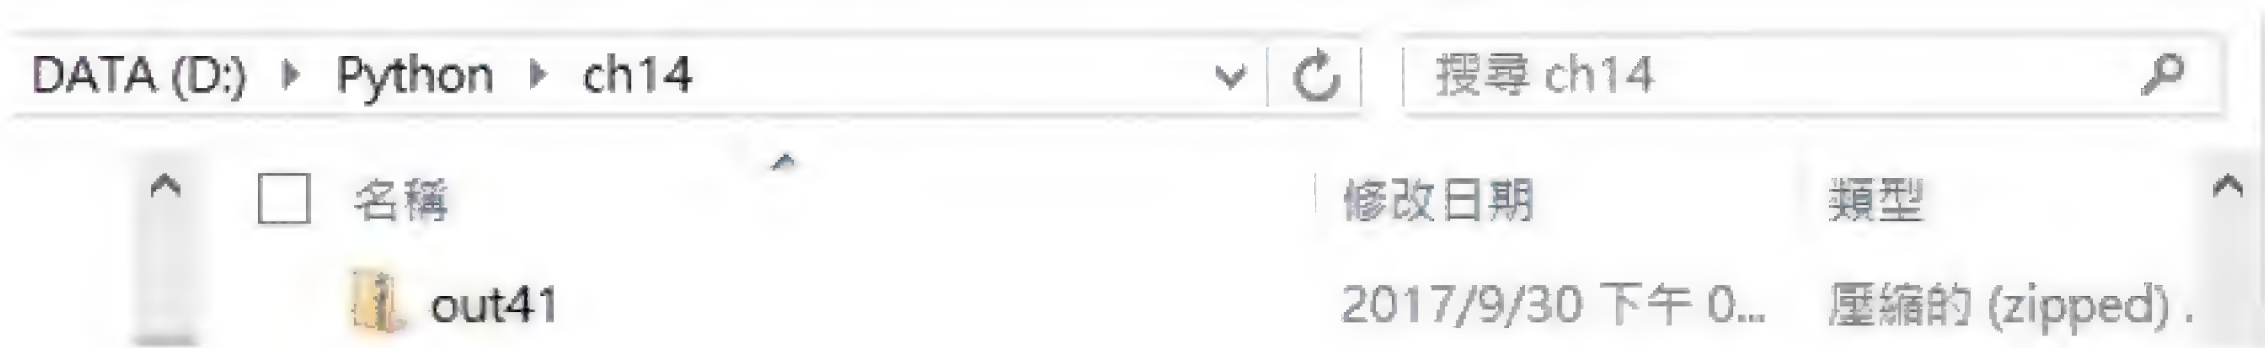 DATA (D:) Python ch14 搜尋 ch14
名稱 修改日期 類型
out41 2017/9/30 下午 0... 壓縮的 (zipped) .